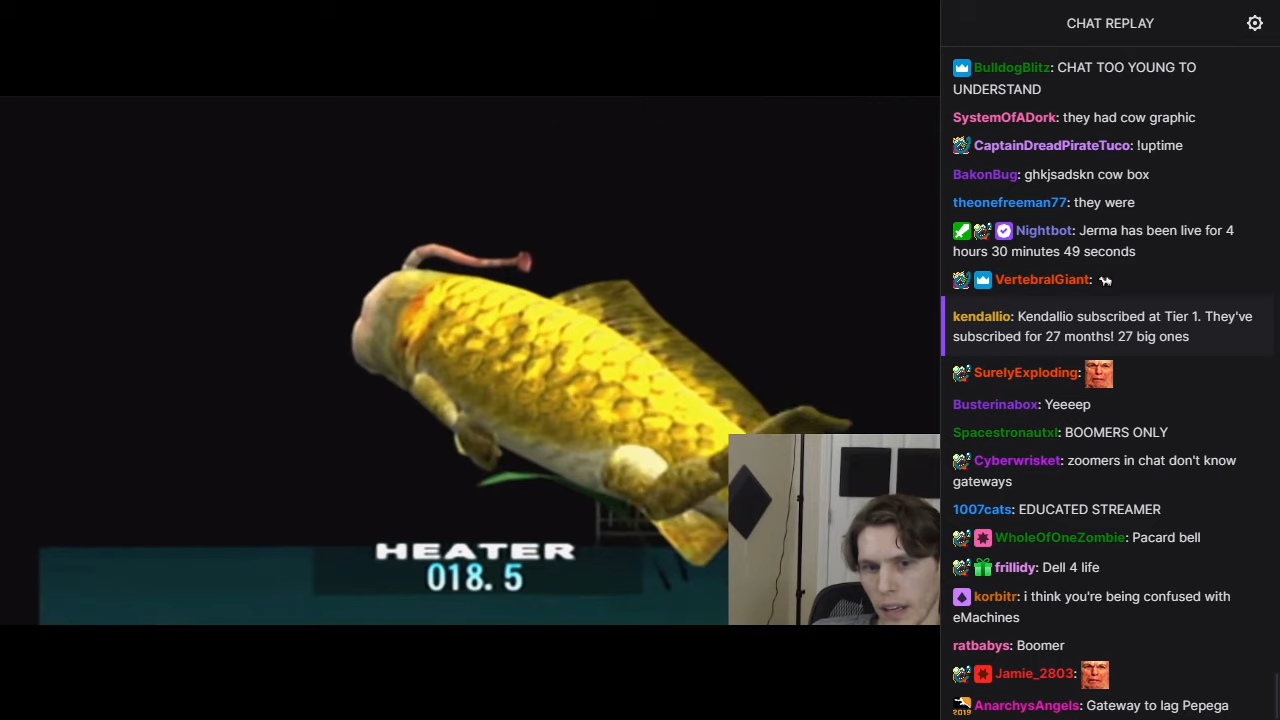 CHAT REPLAY
BulldogBlitz: CHAT TOO YOUNG TO
UNDERSTAND
SystemOfADork: they had cow graphic
CaptainDreadPirateTuco: !uptime
BakonBug: ghkjsadskn cow box
theonefreeman77: they were
Nightbot: Jerma has been live for 4
hours 30 minutes 49 seconds
VertebralGiant:
kendallio: Kendallio subscribed at Tier 1. They've
subscribed for 27 months! 27 big ones
SurelyExploding:
Busterinabox: Yeeeep
Spacestronautxl: BOOMERS ONLY
Cyberwrisket: zoomers in chat don't know
gateways
1007cats: EDUCATED STREAMER
WholeOfOneZombie: Pacard bell
frillidy: Dell 4 life
korbitr: i think you're being confused with
eMachines
ratbabys: Boomer
Jamie_2803:
2019 AnarchysAngels: Gateway to lag Pepega
HEATER
018. 5